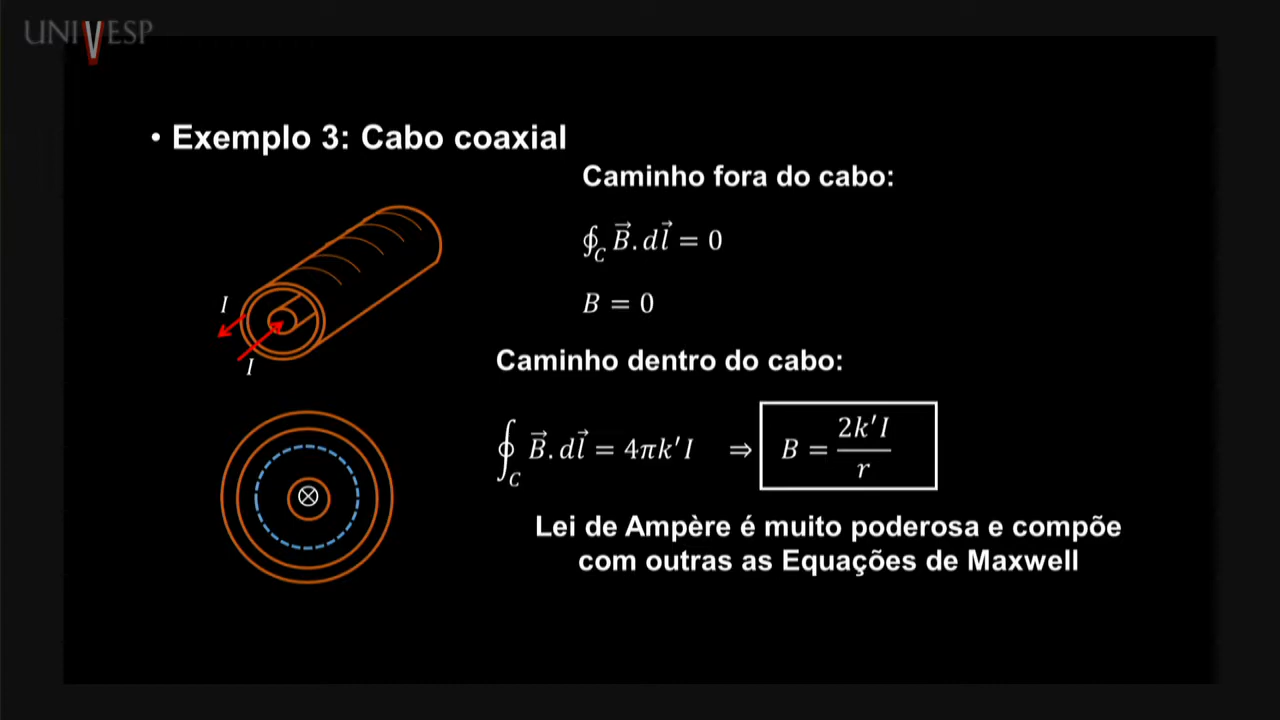 UNIVESP
• Exemplo 3: Cabo coaxial
Caminho fora do cabo:
∮_C B⃗.dl⃗ = 0
B = 0
I
I
Caminho dentro do cabo:
∮_C B⃗.dl⃗ = 4πk'I ⇒ B = 2k'I / r
Lei de Ampère é muito poderosa e compõe
com outras as Equações de Maxwell